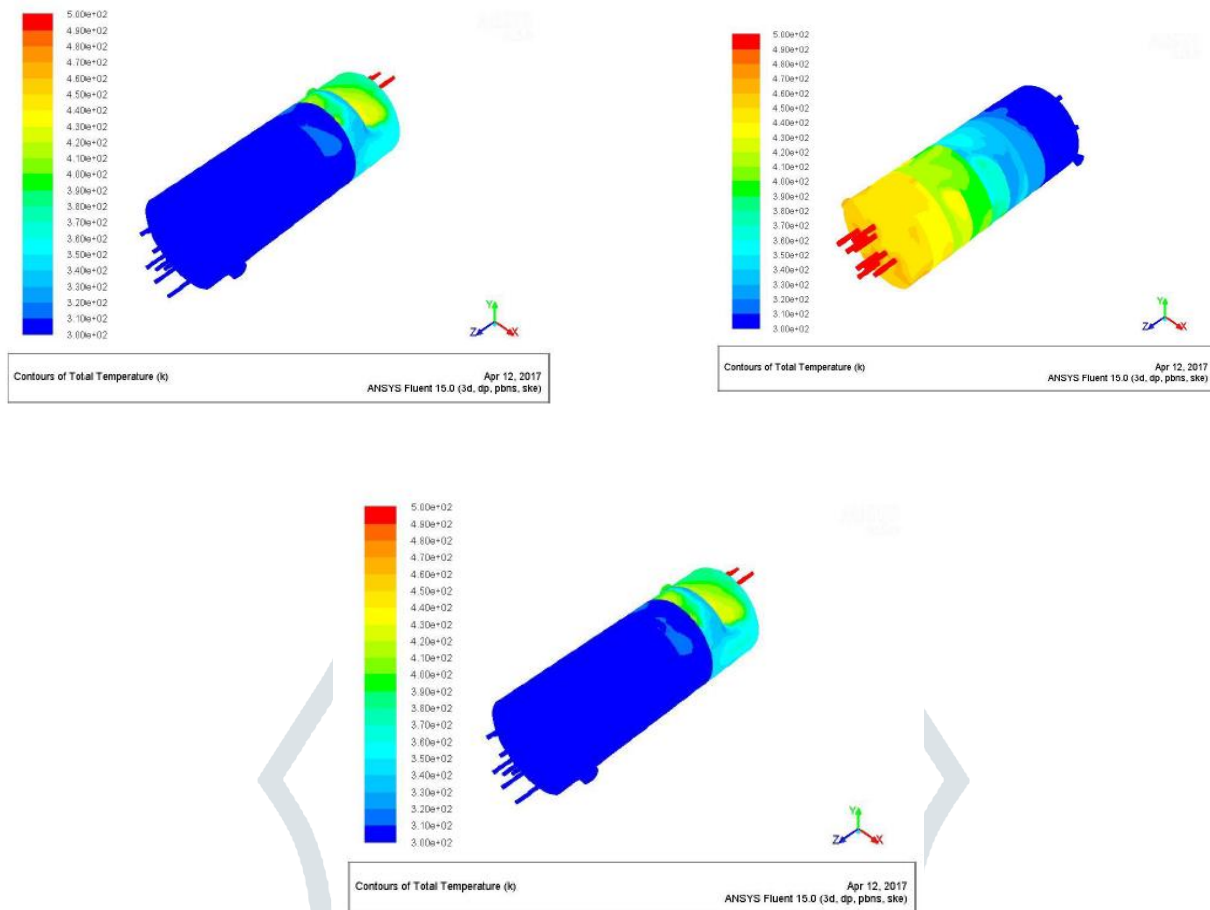 5.00e+02
4.90e+02
4.80e+02
4.70e+02
4.60e+02
4.50e+02
4.40e+02
4.30e+02
4.20e+02
4.10e+02
4.00e+02
3.90e+02
3.80e+02
3.70e+02
3.60e+02
3.50e+02
3.40e+02
3.30e+02
3.20e+02
3.10e+02
3.00e+02
Y
Z X
Contours of Total Temperature (k) Apr 12, 2017
ANSYS Fluent 15.0 (3d, dp, pbns, ske)
5.00e+02
4.90e+02
4.80e+02
4.70e+02
4.60e+02
4.50e+02
4.40e+02
4.30e+02
4.20e+02
4.10e+02
4.00e+02
3.90e+02
3.80e+02
3.70e+02
3.60e+02
3.50e+02
3.40e+02
3.30e+02
3.20e+02
3.10e+02
3.00e+02
Y
Z X
Contours of Total Temperature (k) Apr 12, 2017
ANSYS Fluent 15.0 (3d, dp, pbns, ske)
5.00e+02
4.90e+02
4.80e+02
4.70e+02
4.60e+02
4.50e+02
4.40e+02
4.30e+02
4.20e+02
4.10e+02
4.00e+02
3.90e+02
3.80e+02
3.70e+02
3.60e+02
3.50e+02
3.40e+02
3.30e+02
3.20e+02
3.10e+02
3.00e+02
Y
Z X
Contours of Total Temperature (k) Apr 12, 2017
ANSYS Fluent 15.0 (3d, dp, pbns, ske)